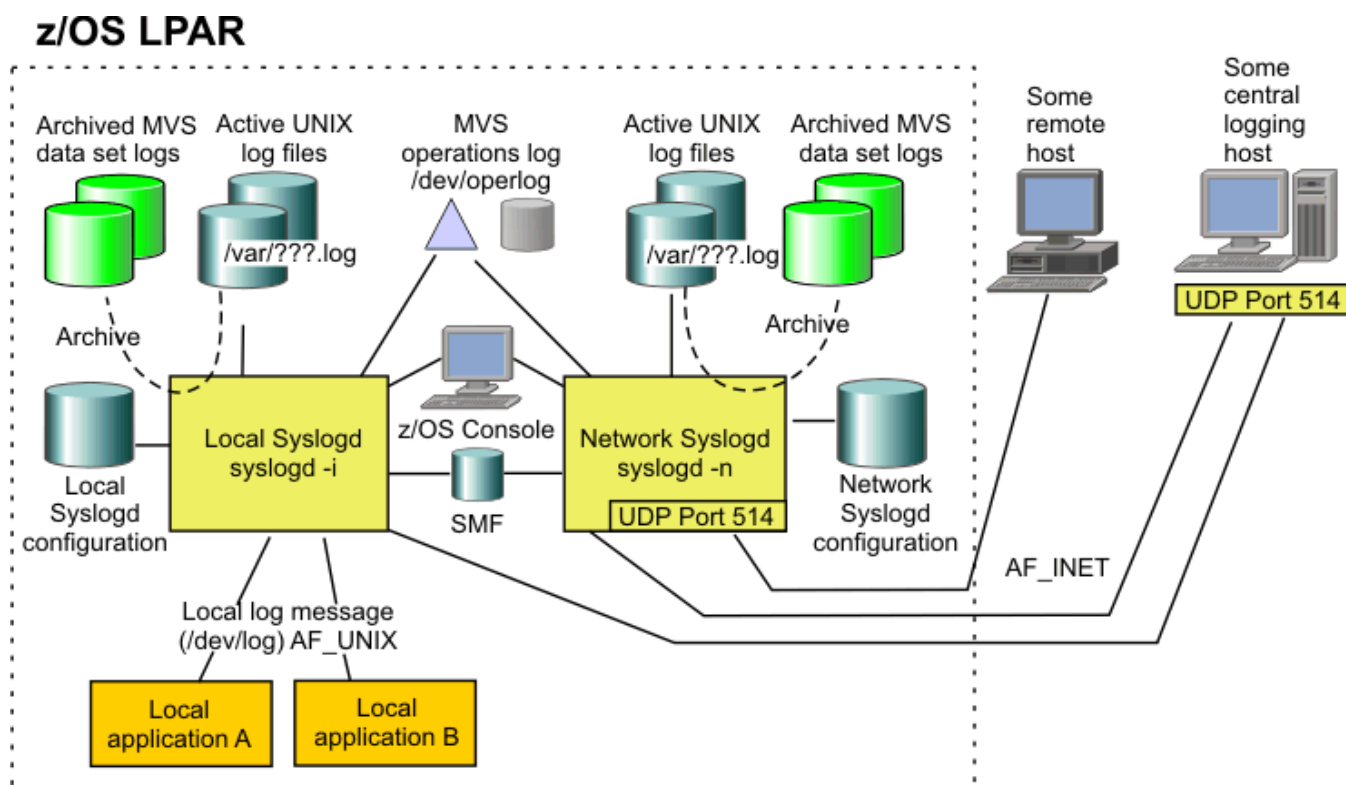 z/OS LPAR
Archived MVS
data set logs
Active UNIX
log files
/var/???.log
MVS
operations log
/dev/operlog
Active UNIX
log files
/var/???.log
Archived MVS
data set logs
Some
remote
host
Some
central
logging
host
UDP Port 514
Archive
Archive
Local Syslogd
syslogd -i
z/OS Console
SMF
Network Syslogd
syslogd -n
UDP Port 514
Local
Syslogd
configuration
Network
Syslogd
configuration
AF_INET
Local log message
(/dev/log) AF_UNIX
Local
application A
Local
application B